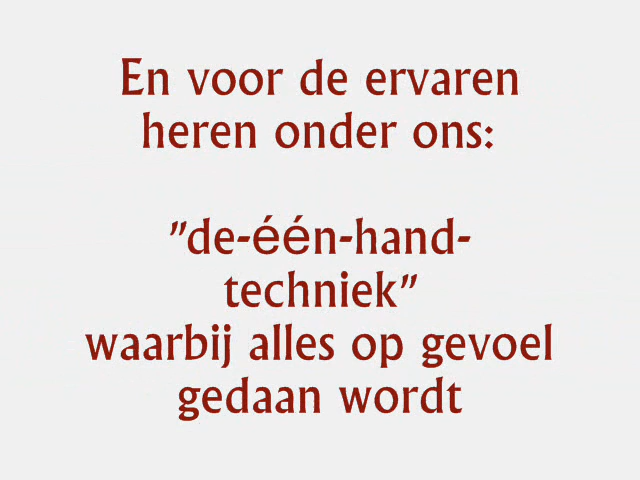 En voor de ervaren
heren onder ons:
"de-één-hand-
techniek"
waarbij alles op gevoel
gedaan wordt